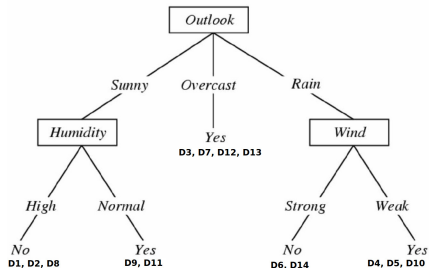 Outlook
Sunny Overcast Rain
Humidity Yes Wind
D3, D7, D12, D13
High Normal Strong Weak
No Yes No Yes
D1, D2, D8 D9, D11 D6, D14 D4, D5, D10